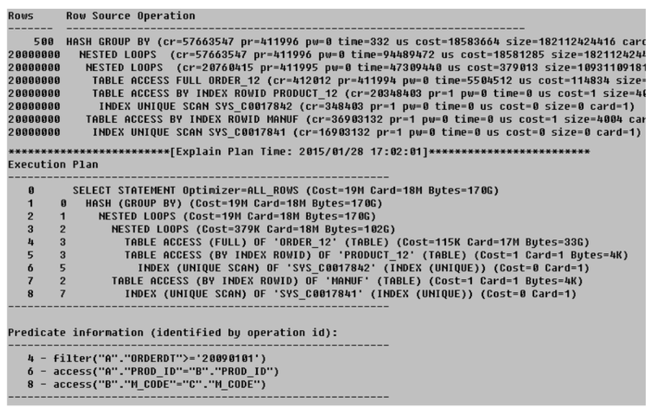 Rows     Row Source Operation
-------  ---------------------------------------------------
    500  HASH GROUP BY (cr=57663547 pr=411996 pw=0 time=332 us cost=18583664 size=182112424416 card
20000000   NESTED LOOPS  (cr=57663547 pr=411996 pw=0 time=94489472 us cost=18581285 size=1821124244
20000000    NESTED LOOPS  (cr=20760415 pr=411995 pw=0 time=47309440 us cost=379013 size=10931109181
20000000     TABLE ACCESS FULL ORDER_12 (cr=412012 pr=411994 pw=0 time=5504512 us cost=114834 size=
20000000     TABLE ACCESS BY INDEX ROWID PRODUCT_12 (cr=20348403 pr=1 pw=0 time=0 us cost=1 size=40
20000000      INDEX UNIQUE SCAN SYS_C0017842 (cr=348403 pr=1 pw=0 time=0 us cost=0 size=0 card=1)
20000000    TABLE ACCESS BY INDEX ROWID MANUF (cr=36903132 pr=1 pw=0 time=0 us cost=1 size=4004 car
20000000     INDEX UNIQUE SCAN SYS_C0017841 (cr=16903132 pr=1 pw=0 time=0 us cost=0 size=0 card=1)
**************************[Explain Plan Time: 2015/01/28 17:02:01]**************************
Execution Plan
--------------------------------------------------------------
   0      SELECT STATEMENT Optimizer=ALL_ROWS (Cost=19M Card=18M Bytes=170G)
   1    0   HASH (GROUP BY) (Cost=19M Card=18M Bytes=170G)
   2    1     NESTED LOOPS (Cost=19M Card=18M Bytes=170G)
   3    2       NESTED LOOPS (Cost=379K Card=18M Bytes=102G)
   4    3         TABLE ACCESS (FULL) OF 'ORDER_12' (TABLE) (Cost=115K Card=17M Bytes=33G)
   5    3         TABLE ACCESS (BY INDEX ROWID) OF 'PRODUCT_12' (TABLE) (Cost=1 Card=1 Bytes=4K)
   6    5           INDEX (UNIQUE SCAN) OF 'SYS_C0017842' (INDEX (UNIQUE)) (Cost=0 Card=1)
   7    2       TABLE ACCESS (BY INDEX ROWID) OF 'MANUF' (TABLE) (Cost=1 Card=1 Bytes=4K)
   8    7         INDEX (UNIQUE SCAN) OF 'SYS_C0017841' (INDEX (UNIQUE)) (Cost=0 Card=1)
--------------------------------------------------------------
Predicate information (identified by operation id):
--------------------------------------------------------------
   4 - filter("A"."ORDERDT">='20090101')
   6 - access("A"."PROD_ID"="B"."PROD_ID")
   8 - access("B"."M_CODE"="C"."M_CODE")
--------------------------------------------------------------